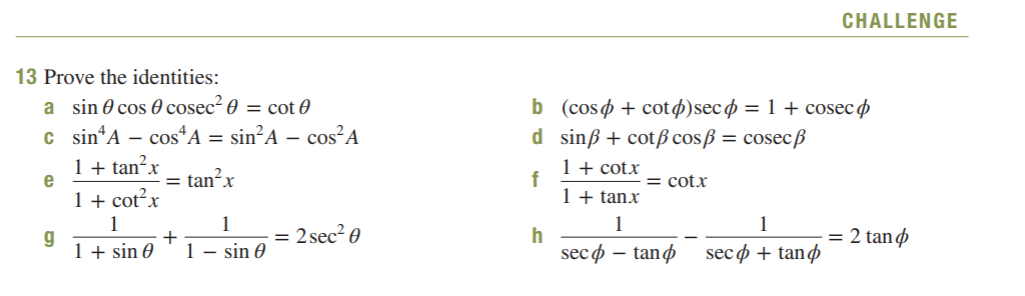 CHALLENGE
13 Prove the identities:
a sin θ cos θ cosec² θ = cot θ
b (cos ϕ + cot ϕ) sec ϕ = 1 + cosec ϕ
c sin⁴A − cos⁴A = sin²A − cos²A
d sin β + cot β cos β = cosec β
e (1 + tan²x)/(1 + cot²x) = tan²x
f (1 + cot x)/(1 + tan x) = cot x
g 1/(1 + sin θ) + 1/(1 − sin θ) = 2 sec² θ
h 1/(sec ϕ − tan ϕ) − 1/(sec ϕ + tan ϕ) = 2 tan ϕ